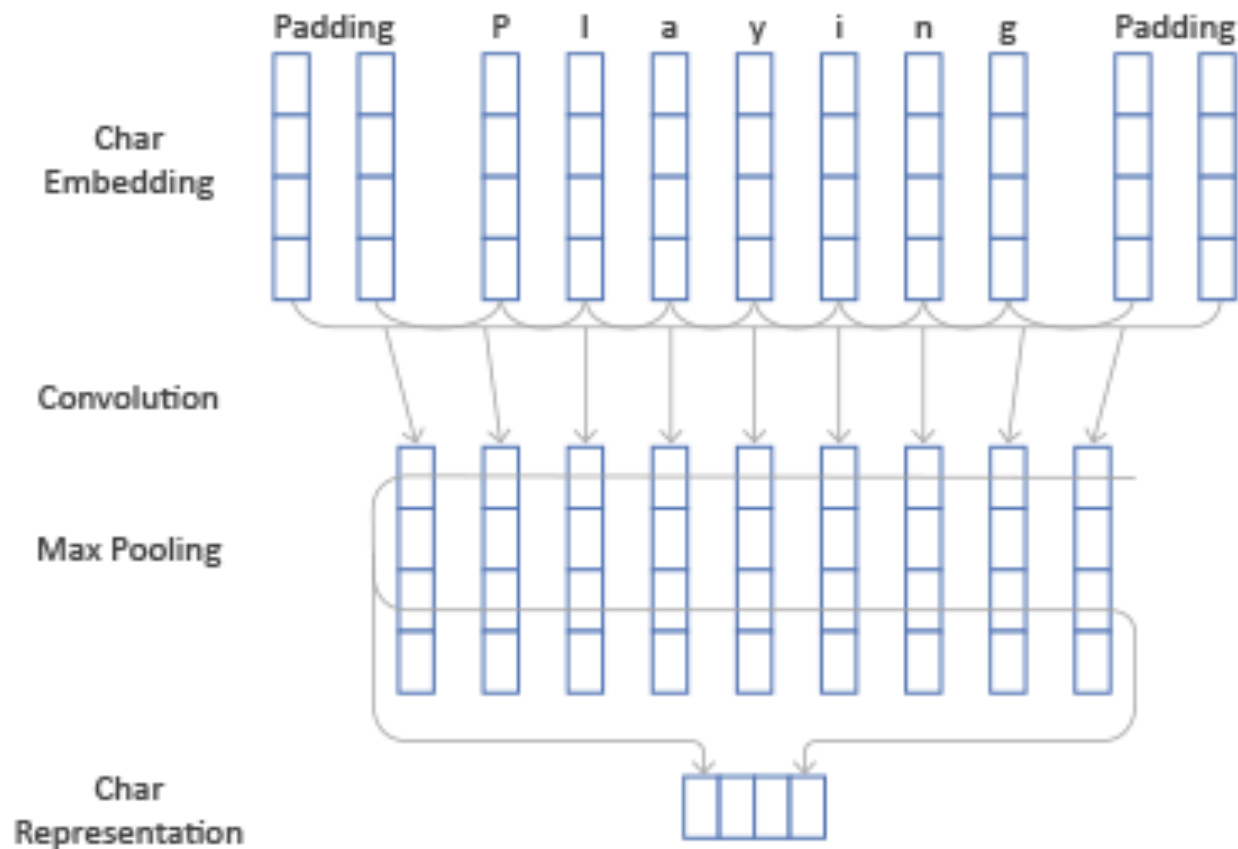 Padding P l a y i n g Padding
Char
Embedding
Convolution
Max Pooling
Char
Representation